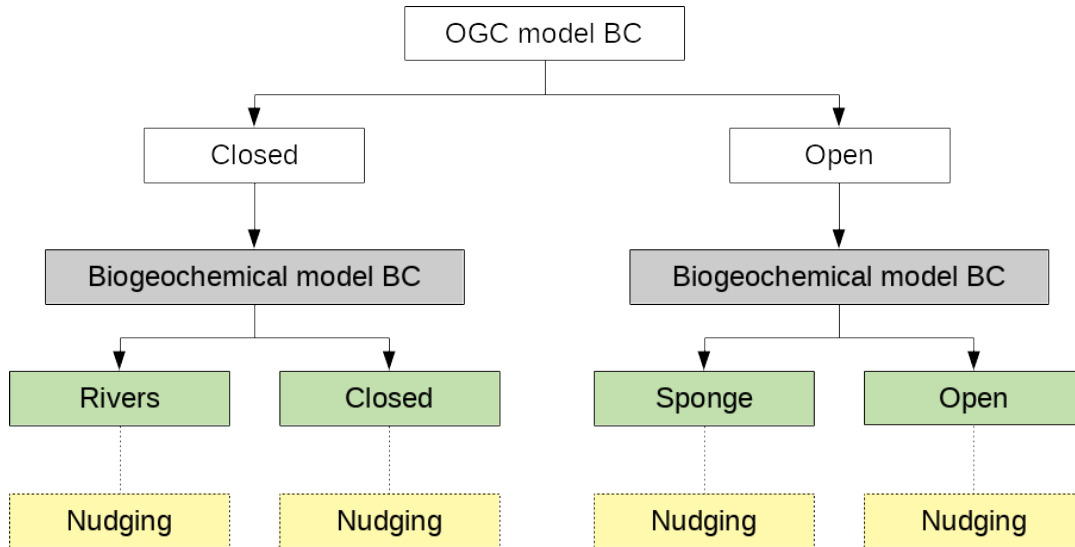 OGC model BC
Closed
Open
Biogeochemical model BC
Biogeochemical model BC
Rivers
Closed
Sponge
Open
Nudging
Nudging
Nudging
Nudging